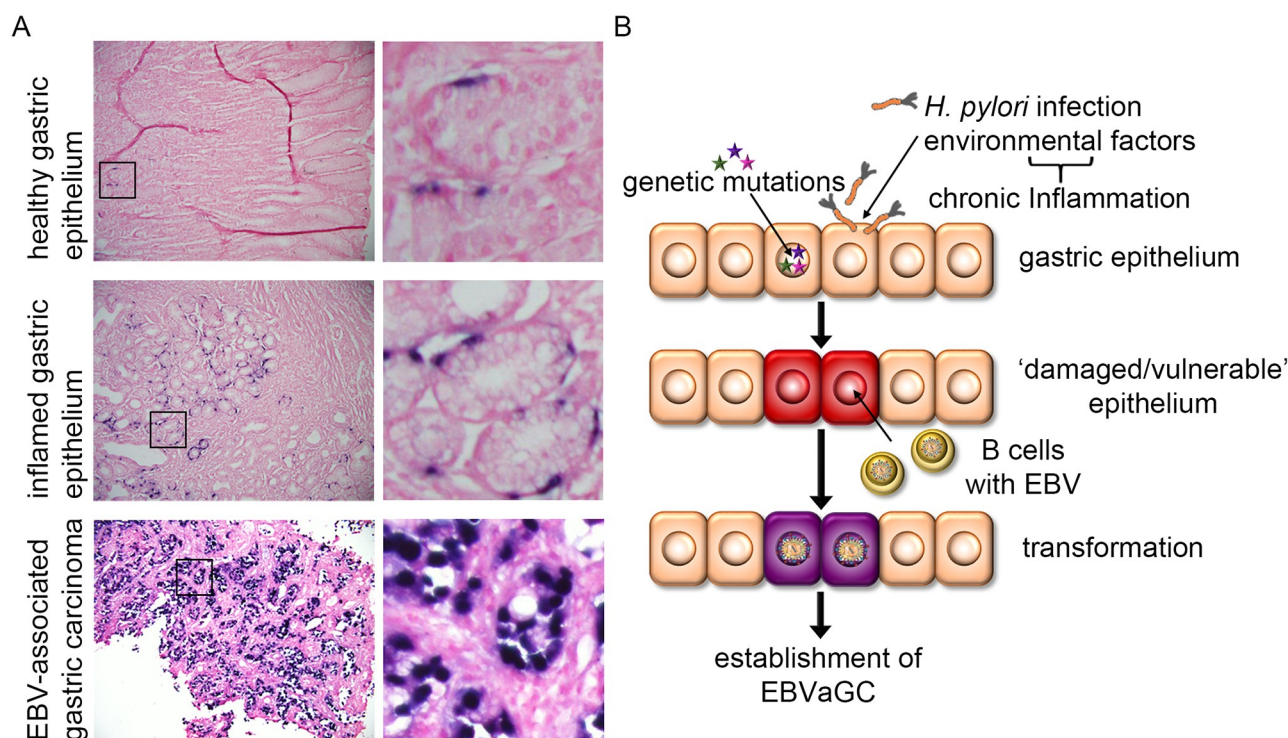 A
healthy gastric
epithelium
inflamed gastric
epithelium
EBV-associated
gastric carcinoma
B
H. pylori infection
environmental factors
genetic mutations
chronic Inflammation
gastric epithelium
‘damaged/vulnerable’
epithelium
B cells
with EBV
transformation
establishment of
EBVaGC